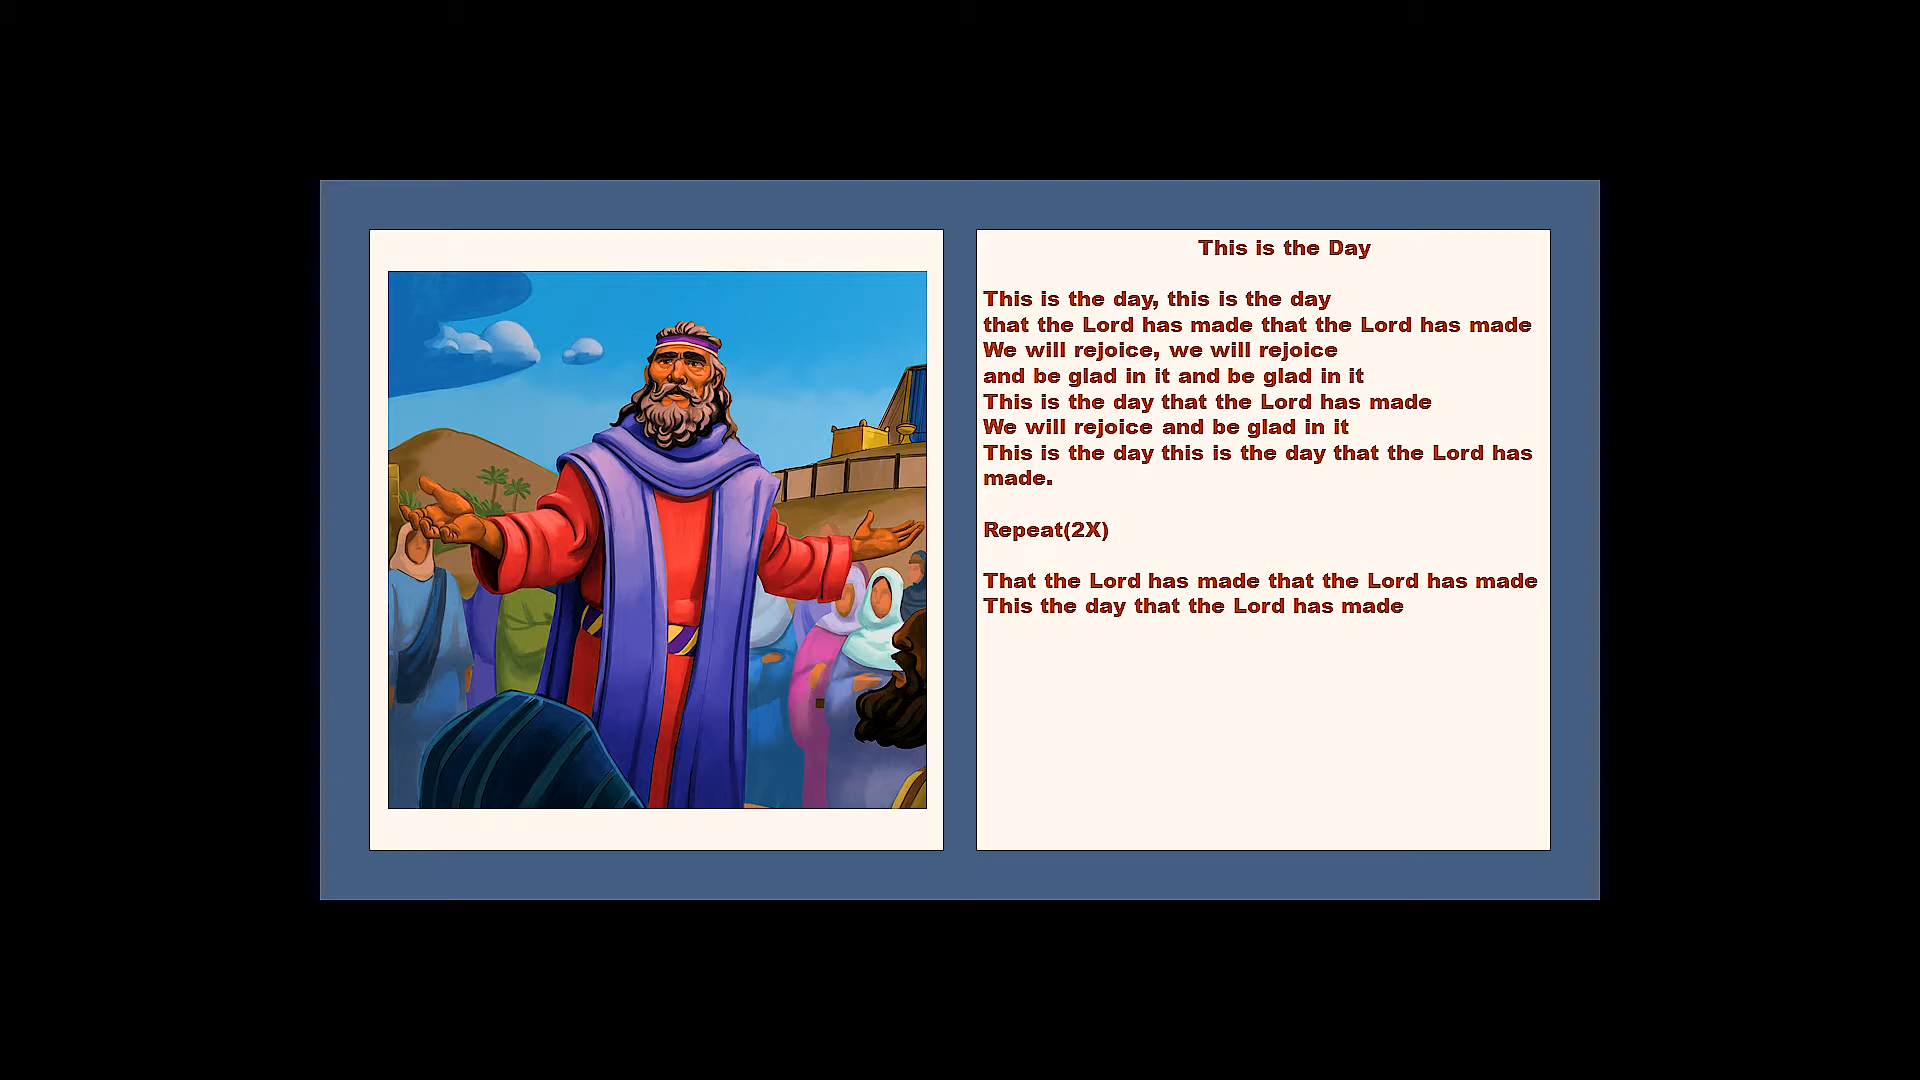 This is the Day
This is the day, this is the day
that the Lord has made that the Lord has made
We will rejoice, we will rejoice
and be glad in it and be glad in it
This is the day that the Lord has made
We will rejoice and be glad in it
This is the day this is the day that the Lord has
made.
Repeat(2X)
That the Lord has made that the Lord has made
This the day that the Lord has made